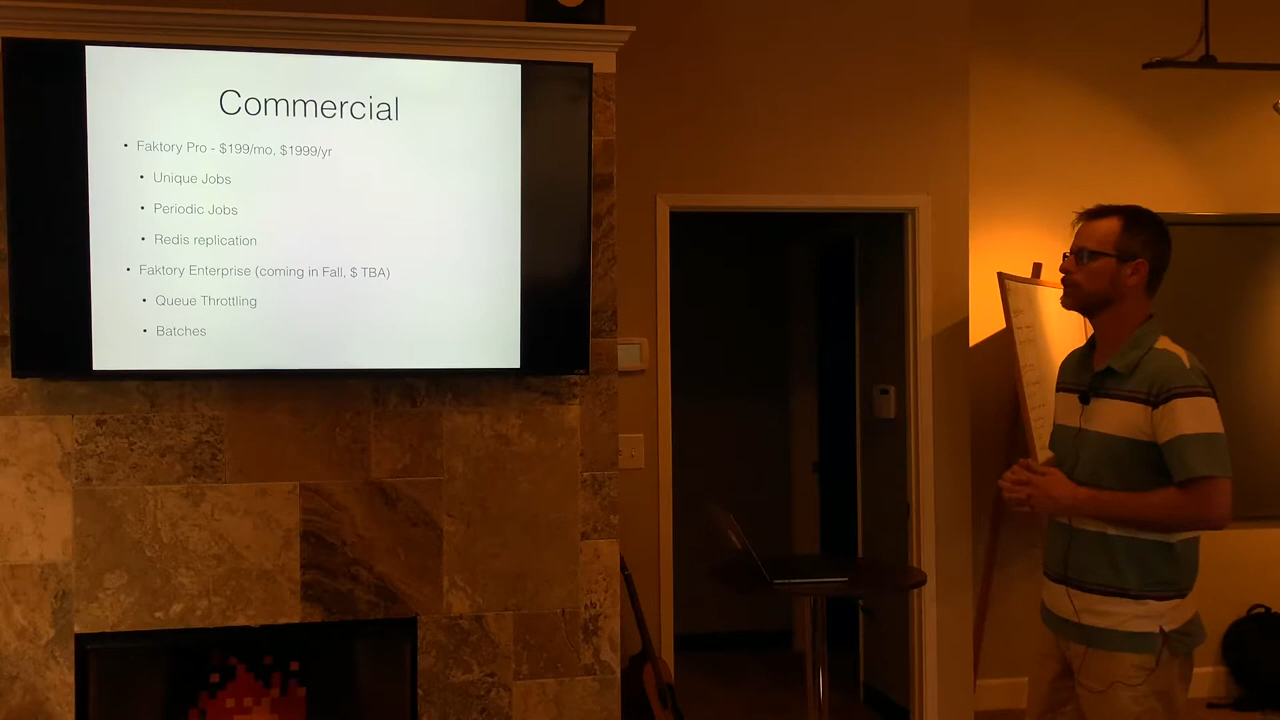 Commercial
• Faktory Pro - $199/mo, $1999/yr
• Unique Jobs
• Periodic Jobs
• Redis replication
• Faktory Enterprise (coming in Fall, $ TBA)
• Queue Throttling
• Batches